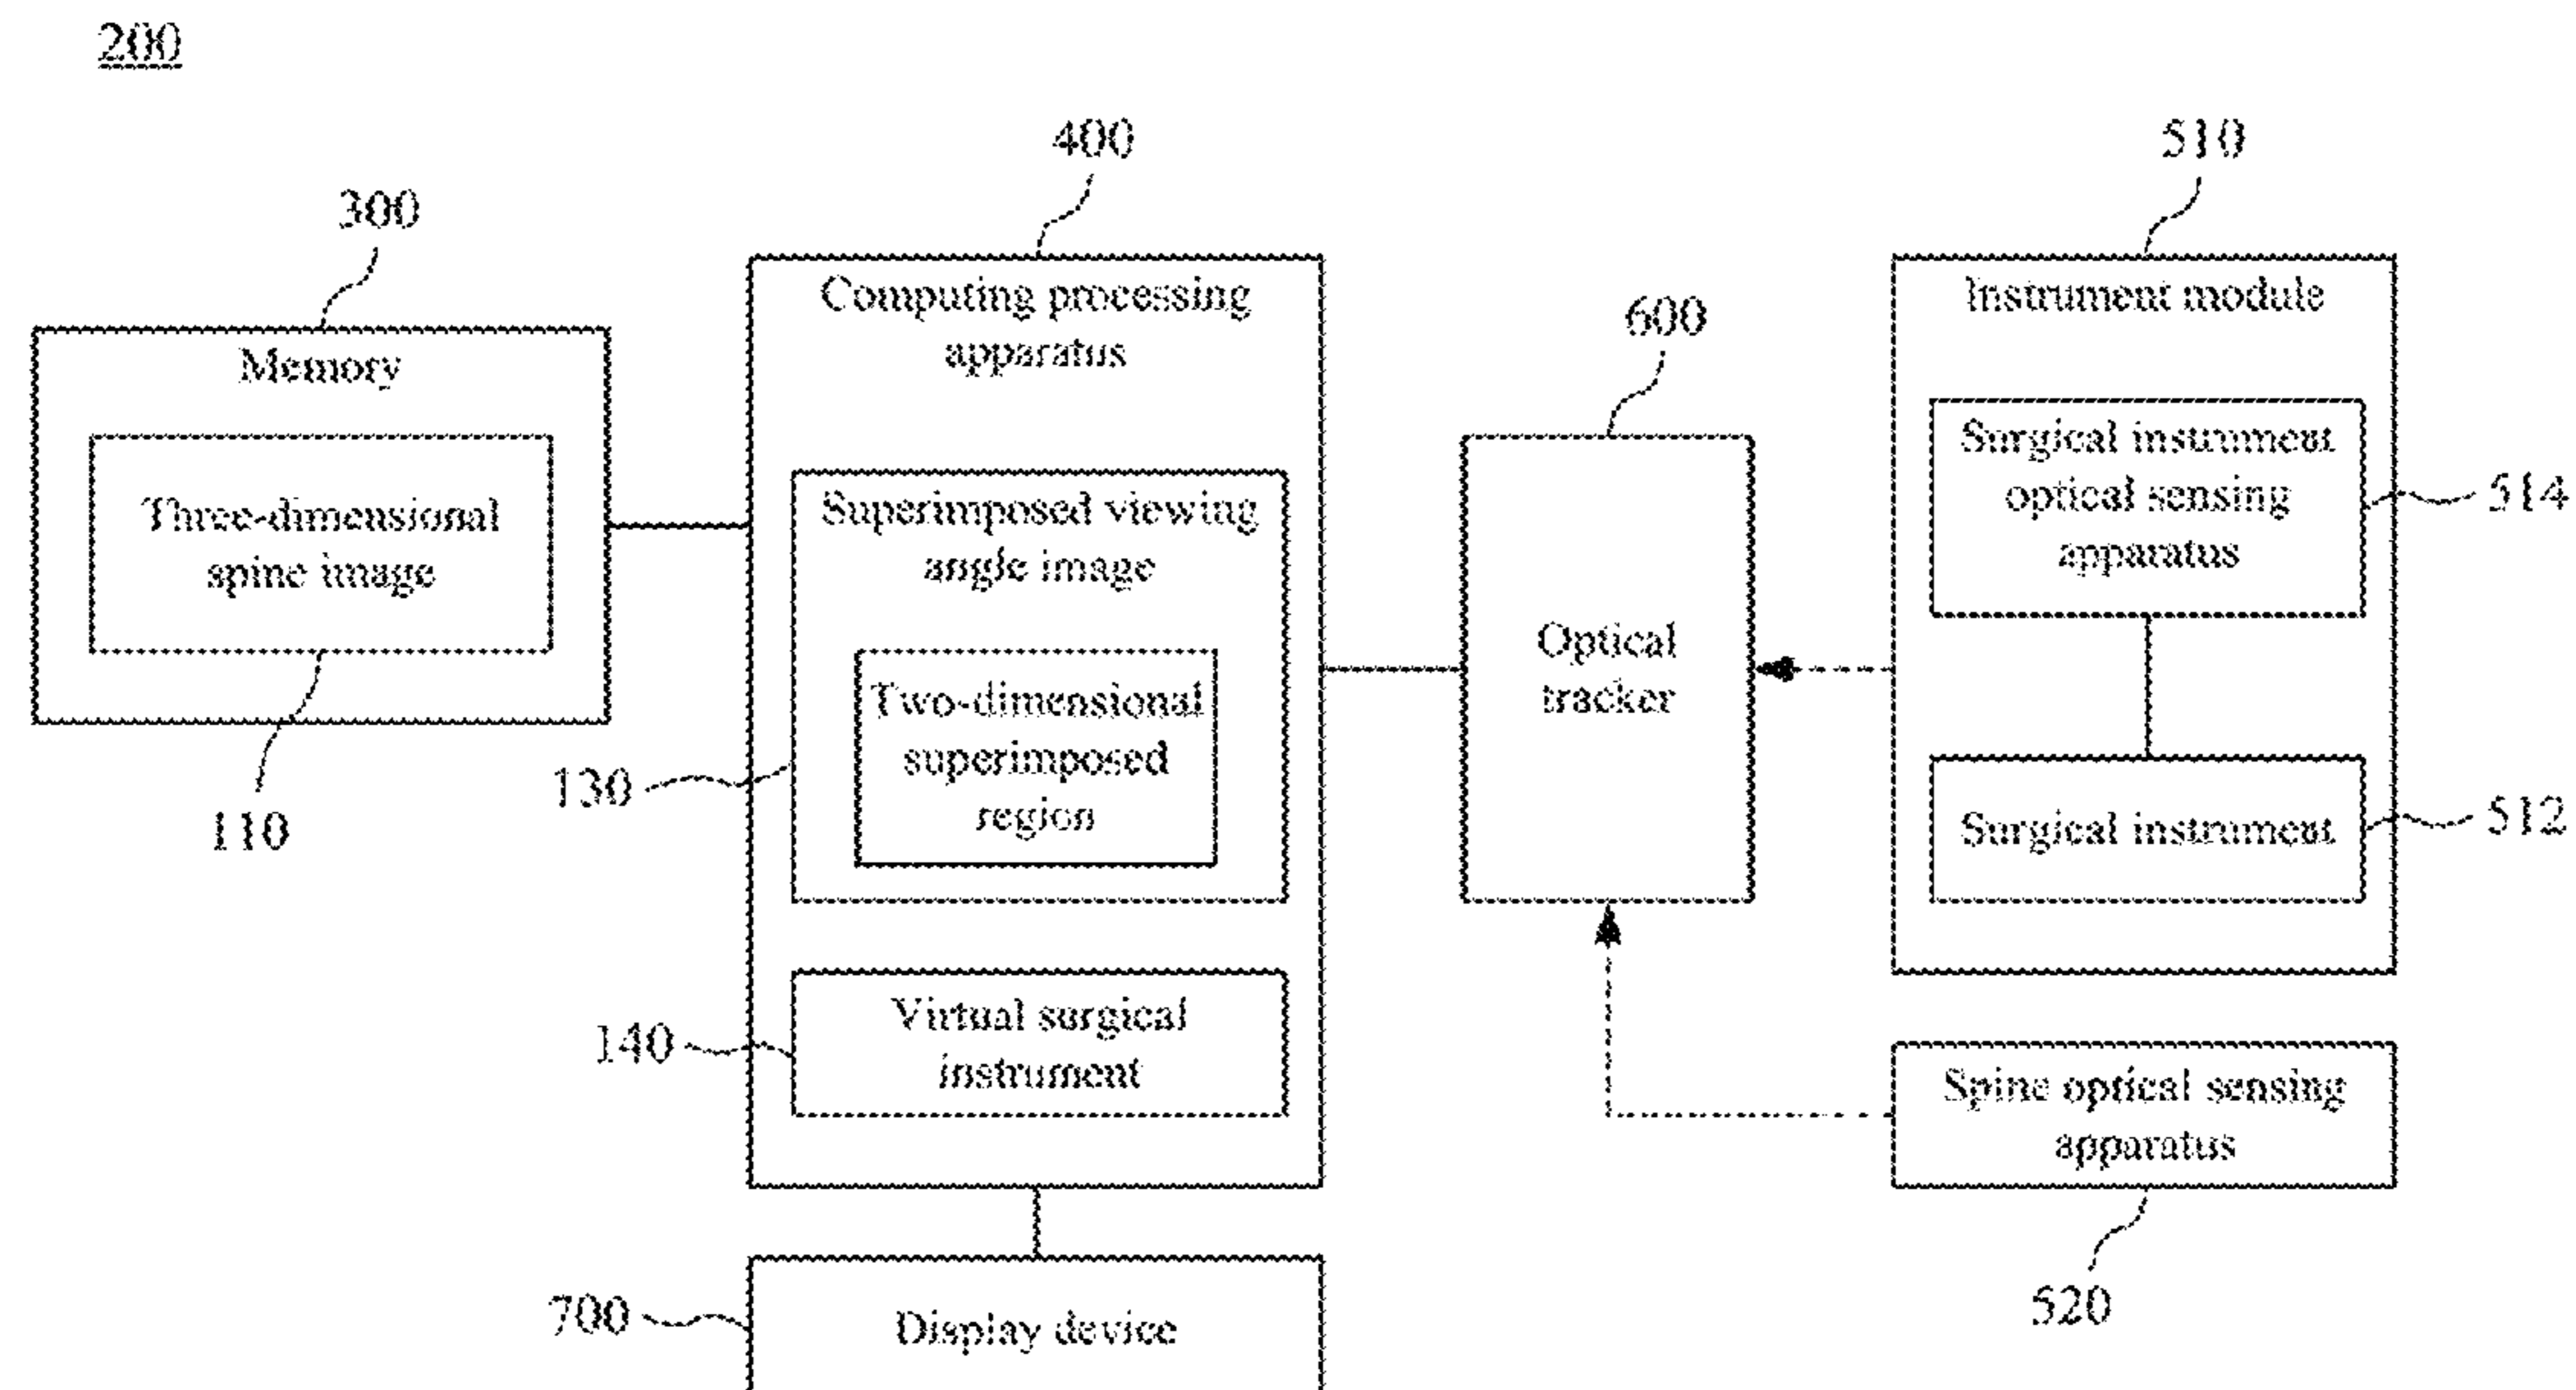 200
400
510
300
Computing processing
apparatus
Instrument module
600
Memory
Surgical instrument
optical sensing
apparatus
514
Three-dimensional
spine image
Superimposed viewing
angle image
Optical
tracker
Two-dimensional
superimposed
region
130
110
Surgical instrument
512
Virtual surgical
instrument
140
Spine optical sensing
apparatus
520
700
Display device